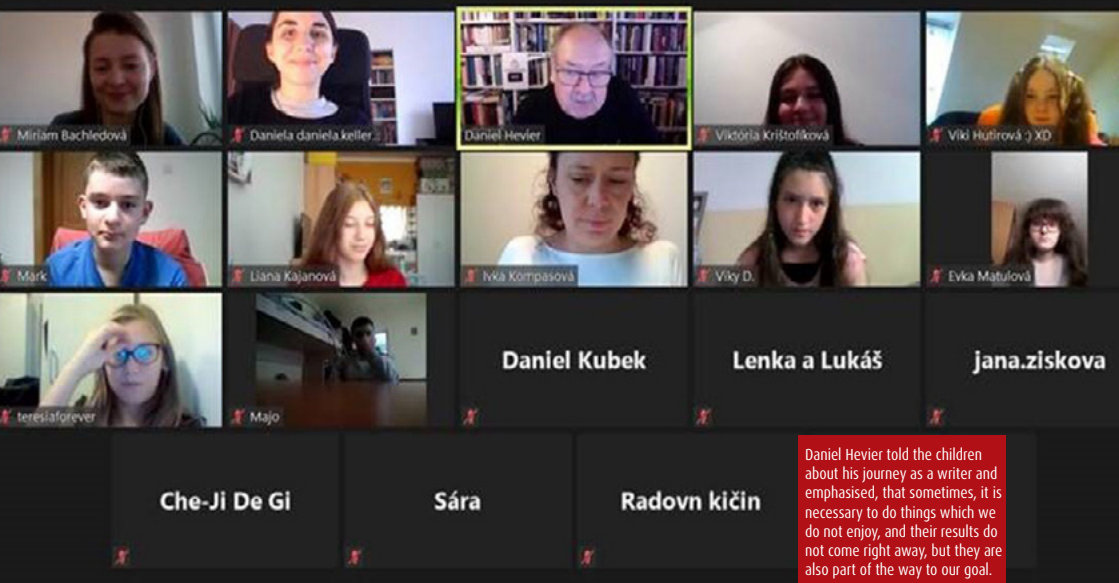 Miriam Bachledová
Daniela daniela.keller...
Daniel Hevier
Viktória Krištofíková
Viki Hutirová :) XD
Mark
Liana Kajanová
Ivka Kompasová
Viky D.
Evka Matulová
teresiaforever
Majo
Daniel Kubek
Lenka a Lukáš
jana.ziskova
Che-Ji De Gi
Sára
Radovn kičin
Daniel Hevier told the children
about his journey as a writer and
emphasised, that sometimes, it is
necessary to do things which we
do not enjoy, and their results do
not come right away, but they are
also part of the way to our goal.